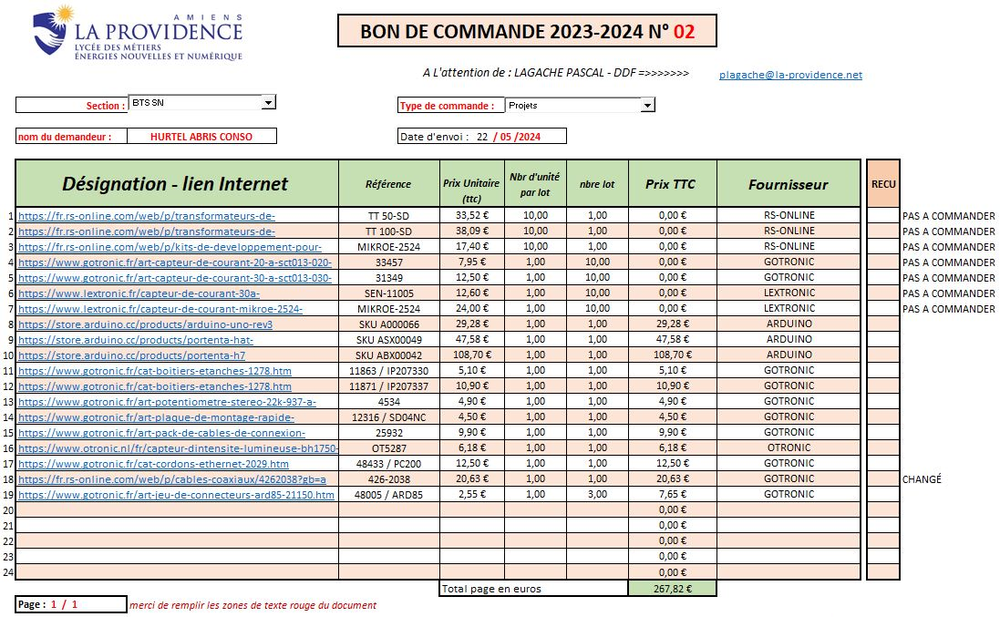 AMIENS
LA PROVIDENCE
LYCÉE DES MÉTIERS
ÉNERGIES NOUVELLES ET NUMÉRIQUE
BON DE COMMANDE 2023-2024 N° 02
A L'attention de : LAGACHE PASCAL - DDF =>>>>>>> plagache@la-providence.net
Section : BTS SN Type de commande : Projets
nom du demandeur : HURTEL ABRIS CONSO Date d'envoi : 22 / 05 /2024
Désignation - lien Internet Référence Prix Unitaire (ttc) Nbr d'unité par lot nbre lot Prix TTC Fournisseur RECU
1 https://fr.rs-online.com/web/p/transformateurs-de- TT 50-SD 33,52 € 10,00 1,00 0,00 € RS-ONLINE PAS A COMMANDER
2 https://fr.rs-online.com/web/p/transformateurs-de- TT 100-SD 38,09 € 10,00 1,00 0,00 € RS-ONLINE PAS A COMMANDER
3 https://fr.rs-online.com/web/p/kits-de-developpement-pour- MIKROE-2524 17,40 € 10,00 1,00 0,00 € RS-ONLINE PAS A COMMANDER
4 https://www.gotronic.fr/art-capteur-de-courant-20-a-sct013-020- 33457 7,95 € 1,00 10,00 0,00 € GOTRONIC PAS A COMMANDER
5 https://www.gotronic.fr/art-capteur-de-courant-30-a-sct013-030- 31349 12,50 € 1,00 10,00 0,00 € GOTRONIC PAS A COMMANDER
6 https://www.lextronic.fr/capteur-de-courant-30a- SEN-11005 12,60 € 1,00 10,00 0,00 € LEXTRONIC PAS A COMMANDER
7 https://www.lextronic.fr/capteur-de-courant-mikroe-2524- MIKROE-2524 24,00 € 1,00 10,00 0,00 € LEXTRONIC PAS A COMMANDER
8 https://store.arduino.cc/products/arduino-uno-rev3 SKU A000066 29,28 € 1,00 1,00 29,28 € ARDUINO
9 https://store.arduino.cc/products/portenta-hat- SKU ASX00049 47,58 € 1,00 1,00 47,58 € ARDUINO
10 https://store.arduino.cc/products/portenta-h7 SKU ABX00042 108,70 € 1,00 1,00 108,70 € ARDUINO
11 https://www.gotronic.fr/cat-boitiers-etanches-1278.htm 11863 / IP207330 5,10 € 1,00 1,00 5,10 € GOTRONIC
12 https://www.gotronic.fr/cat-boitiers-etanches-1278.htm 11871 / IP207337 10,90 € 1,00 1,00 10,90 € GOTRONIC
13 https://www.gotronic.fr/art-potentiometre-stereo-22k-937-a- 4534 4,90 € 1,00 1,00 4,90 € GOTRONIC
14 https://www.gotronic.fr/art-plaque-de-montage-rapide- 12316 / SD04NC 4,50 € 1,00 1,00 4,50 € GOTRONIC
15 https://www.gotronic.fr/art-pack-de-cables-de-connexion- 25932 9,90 € 1,00 1,00 9,90 € GOTRONIC
16 https://www.otronic.nl/fr/capteur-dintensite-lumineuse-bh1750- OT5287 6,18 € 1,00 1,00 6,18 € OTRONIC
17 https://www.gotronic.fr/cat-cordons-ethernet-2029.htm 48433 / PC200 12,50 € 1,00 1,00 12,50 € GOTRONIC
18 https://fr.rs-online.com/web/p/cables-coaxiaux/4262038?gb=a 426-2038 20,63 € 1,00 1,00 20,63 € GOTRONIC CHANGÉ
19 https://www.gotronic.fr/art-jeu-de-connecteurs-ard85-21150.htm 48005 / ARD85 2,55 € 1,00 3,00 7,65 € GOTRONIC
20 0,00 €
21 0,00 €
22 0,00 €
23 0,00 €
24 0,00 €
Total page en euros 267,82 €
Page : 1 / 1 merci de remplir les zones de texte rouge du document